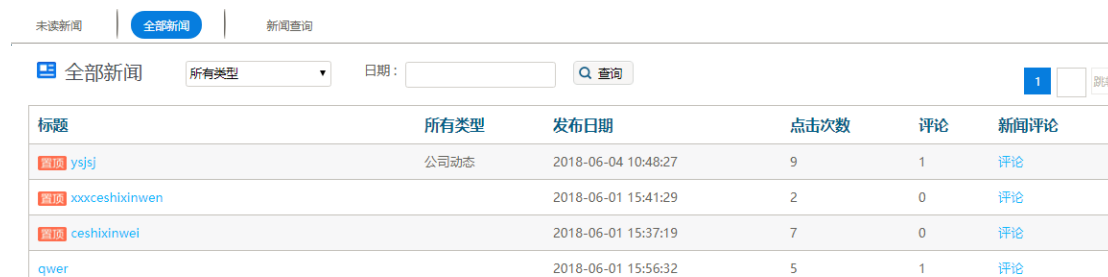 未读新闻 全部新闻 新闻查询
全部新闻 所有类型 日期： 查询 1
标题 所有类型 发布日期 点击次数 评论 新闻评论
置顶 ysjsj 公司动态 2018-06-04 10:48:27 9 1 评论
置顶 xxxceshixinwen 2018-06-01 15:41:29 2 0 评论
置顶 ceshixinwei 2018-06-01 15:37:19 7 0 评论
qwer 2018-06-01 15:56:32 5 1 评论